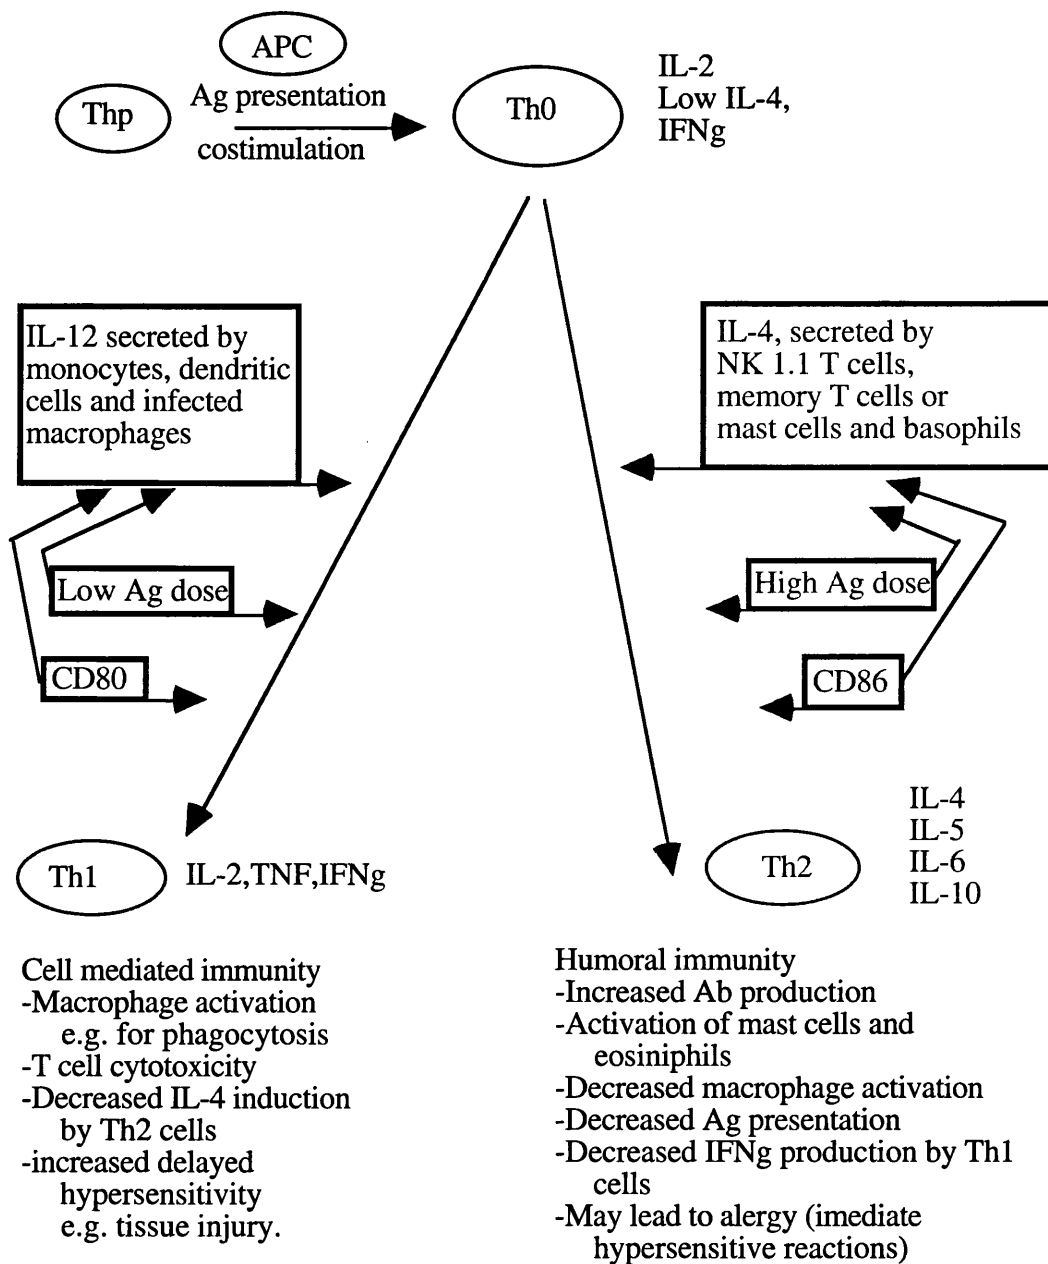 APC
Thp
Ag presentation
costimulation
Th0
IL-2
Low IL-4,
IFNg
IL-12 secreted by
monocytes, dendritic
cells and infected
macrophages
IL-4, secreted by
NK 1.1 T cells,
memory T cells or
mast cells and basophils
Low Ag dose
High Ag dose
CD80
CD86
Th1
IL-2,TNF,IFNg
Th2
IL-4
IL-5
IL-6
IL-10
Cell mediated immunity
-Macrophage activation
e.g. for phagocytosis
-T cell cytotoxicity
-Decreased IL-4 induction
by Th2 cells
-increased delayed
hypersensitivity
e.g. tissue injury.
Humoral immunity
-Increased Ab production
-Activation of mast cells and
eosiniphils
-Decreased macrophage activation
-Decreased Ag presentation
-Decreased IFNg production by Th1
cells
-May lead to alergy (imediate
hypersensitive reactions)